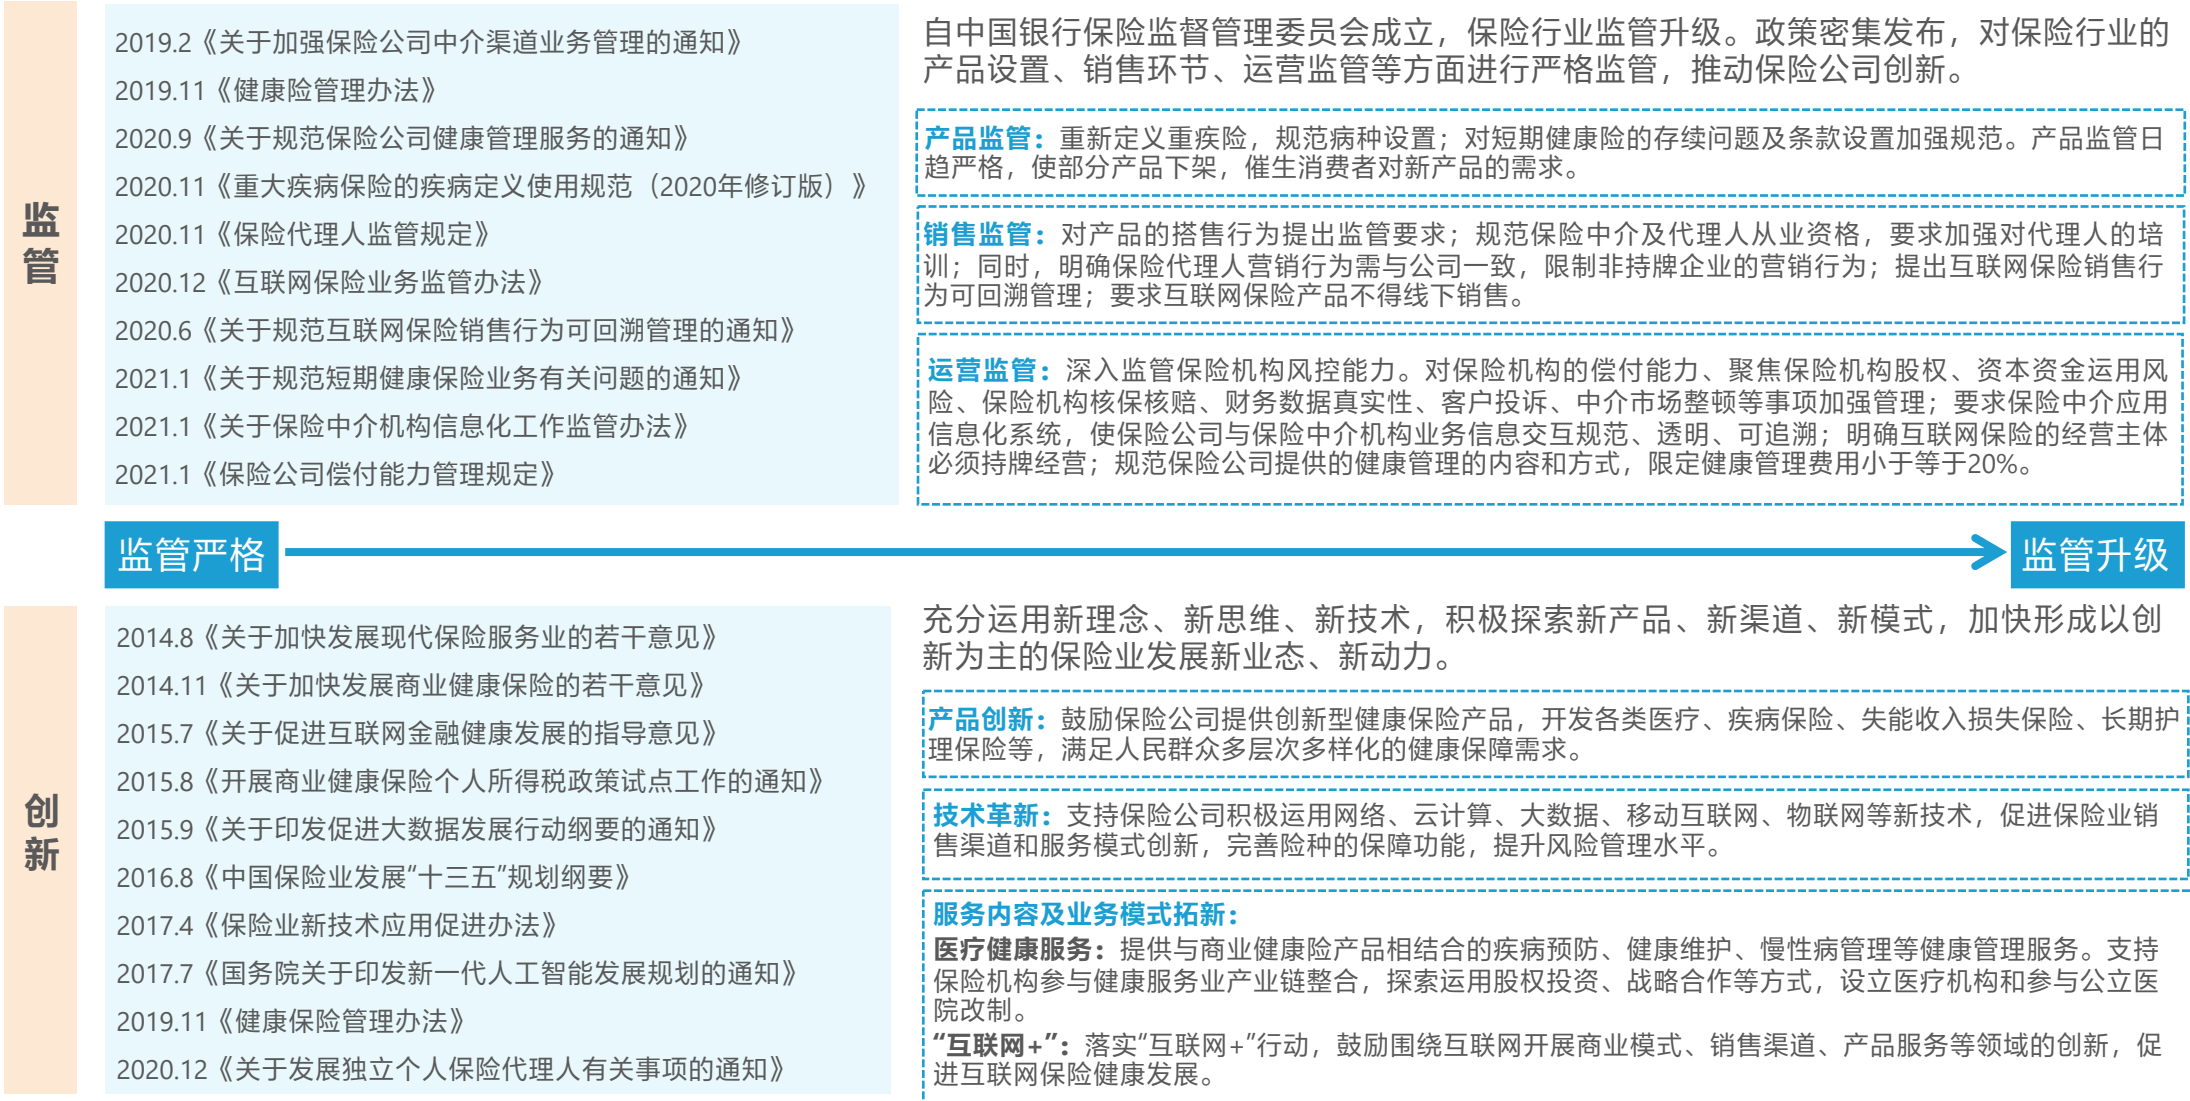 监
管
2019.2《关于加强保险公司中介渠道业务管理的通知》
2019.11《健康险管理办法》
2020.9《关于规范保险公司健康管理服务的通知》
2020.11《重大疾病保险的疾病定义使用规范（2020年修订版）》
2020.11《保险代理人监管规定》
2020.12《互联网保险业务监管办法》
2020.6《关于规范互联网保险销售行为可回溯管理的通知》
2021.1《关于规范短期健康保险业务有关问题的通知》
2021.1《关于保险中介机构信息化工作监管办法》
2021.1《保险公司偿付能力管理规定》
自中国银行保险监督管理委员会成立，保险行业监管升级。政策密集发布，对保险行业的
产品设置、销售环节、运营监管等方面进行严格监管，推动保险公司创新。
产品监管：重新定义重疾险，规范病种设置；对短期健康险的存续问题及条款设置加强规范。产品监管日
趋严格，使部分产品下架，催生消费者对新产品的需求。
销售监管：对产品的搭售行为提出监管要求；规范保险中介及代理人从业资格，要求加强对代理人的培
训；同时，明确保险代理人营销行为需与公司一致，限制非持牌企业的营销行为；提出互联网保险销售行
为可回溯管理；要求互联网保险产品不得线下销售。
运营监管：深入监管保险机构风控能力。对保险机构的偿付能力、聚焦保险机构股权、资本资金运用风
险、保险机构核保核赔、财务数据真实性、客户投诉、中介市场整顿等事项加强管理；要求保险中介应用
信息化系统，使保险公司与保险中介机构业务信息交互规范、透明、可追溯；明确互联网保险的经营主体
必须持牌经营；规范保险公司提供的健康管理的内容和方式，限定健康管理费用小于等于20%。
监管严格
监管升级
创
新
2014.8《关于加快发展现代保险服务业的若干意见》
2014.11《关于加快发展商业健康保险的若干意见》
2015.7《关于促进互联网金融健康发展的指导意见》
2015.8《开展商业健康保险个人所得税政策试点工作的通知》
2015.9《关于印发促进大数据发展行动纲要的通知》
2016.8《中国保险业发展“十三五”规划纲要》
2017.4《保险业新技术应用促进办法》
2017.7《国务院关于印发新一代人工智能发展规划的通知》
2019.11《健康保险管理办法》
2020.12《关于发展独立个人保险代理人有关事项的通知》
充分运用新理念、新思维、新技术，积极探索新产品、新渠道、新模式，加快形成以创
新为主的保险业发展新业态、新动力。
产品创新：鼓励保险公司提供创新型健康保险产品，开发各类医疗、疾病保险、失能收入损失保险、长期护
理保险等，满足人民群众多层次多样化的健康保障需求。
技术革新：支持保险公司积极运用网络、云计算、大数据、移动互联网、物联网等新技术，促进保险业销
售渠道和服务模式创新，完善险种的保障功能，提升风险管理水平。
服务内容及业务模式拓新：
医疗健康服务：提供与商业健康险产品相结合的疾病预防、健康维护、慢性病管理等健康管理服务。支持
保险机构参与健康服务业产业链整合，探索运用股权投资、战略合作等方式，设立医疗机构和参与公立医
院改制。
“互联网+”：落实“互联网+”行动，鼓励围绕互联网开展商业模式、销售渠道、产品服务等领域的创新，促
进互联网保险健康发展。